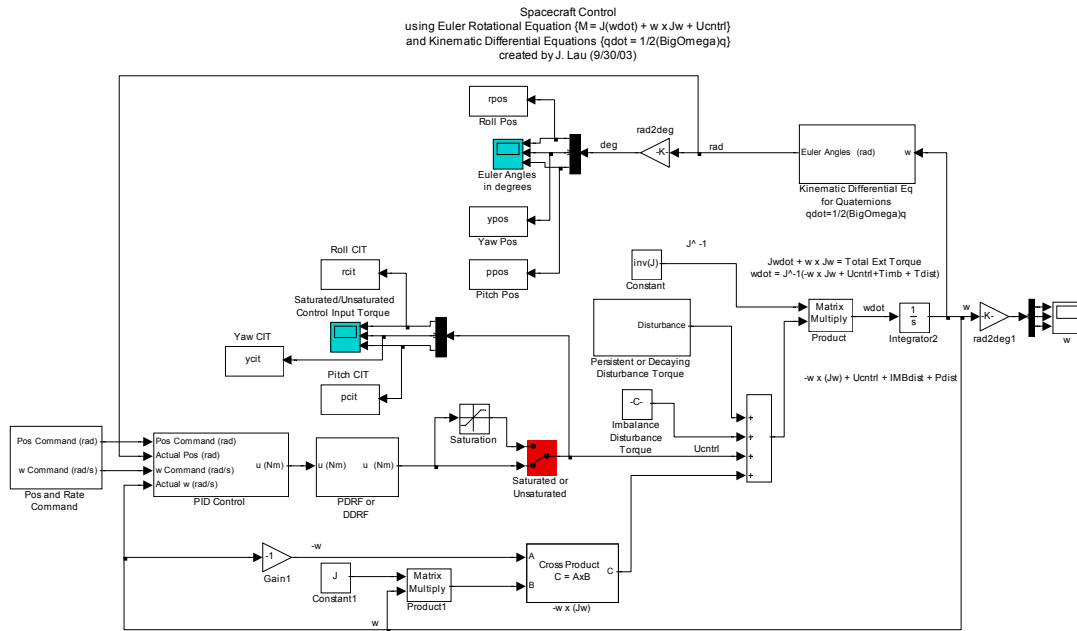 Spacecraft Control
using Euler Rotational Equation {M = J(wdot) + w x Jw + Ucntrl}
and Kinematic Differential Equations {qdot = 1/2(BigOmega)q}
created by J. Lau (9/30/03)
rpos
Roll Pos
rad2deg
-K-
deg
rad
Euler Angles
in degrees
Euler Angles (rad)
w
Kinematic Differential Eq
for Quaternions
qdot=1/2(BigOmega)q
ypos
Yaw Pos
ppos
Pitch Pos
Roll CIT
rcit
Saturated/Unsaturated
Control Input Torque
Yaw CIT
ycit
Pitch CIT
pcit
J^ -1
inv(J)
Constant
Jwdot + w x Jw = Total Ext Torque
wdot = J^-1(-w x Jw + Ucntrl+Timb + Tdist)
Matrix
Multiply
Product
wdot
1
s
Integrator2
w
-K-
rad2deg1
w
Disturbance
Persistent or Decaying
Disturbance Torque
-w x (Jw) + Ucntrl + IMBdist + Pdist
-C-
Imbalance
Disturbance
Torque
Ucntrl
+
+
+
+
Saturation
Saturated or
Unsaturated
Pos Command (rad)
w Command (rad/s)
Pos and Rate
Command
Pos Command (rad)
Actual Pos (rad)
w Command (rad/s)
Actual w (rad/s)
u (Nm)
PID Control
u (Nm)
u (Nm)
PDRF or
DDRF
-1
Gain1
-w
J
Constant1
Matrix
Multiply
Product1
A
B
Cross Product
C = AxB
C
-w x (Jw)
w